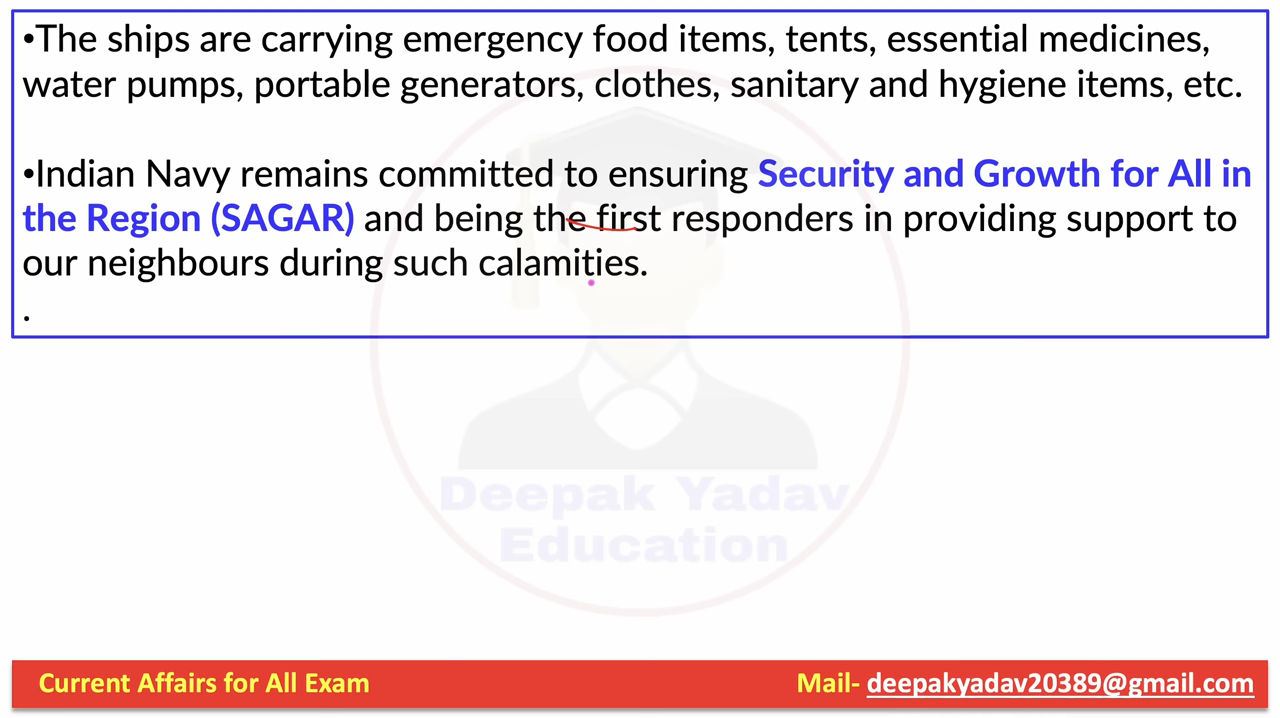 •The ships are carrying emergency food items, tents, essential medicines,
water pumps, portable generators, clothes, sanitary and hygiene items, etc.
•Indian Navy remains committed to ensuring Security and Growth for All in
the Region (SAGAR) and being the first responders in providing support to
our neighbours during such calamities.
.
Deepak Yadav
Education
Current Affairs for All Exam
Mail- deepakyadav20389@gmail.com